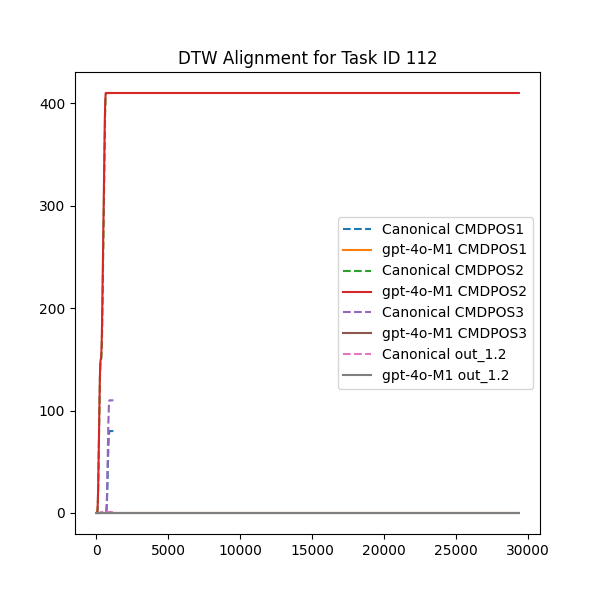 DTW Alignment for Task ID 112
400
300
200
100
0
Canonical CMDPOS1
gpt-4o-M1 CMDPOS1
Canonical CMDPOS2
gpt-4o-M1 CMDPOS2
Canonical CMDPOS3
gpt-4o-M1 CMDPOS3
Canonical out_1.2
gpt-4o-M1 out_1.2
0 5000 10000 15000 20000 25000 30000